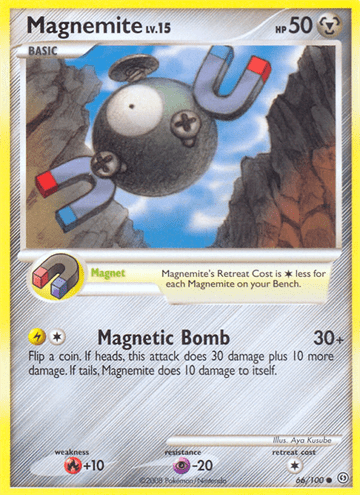 Magnemite LV.15 HP 50
BASIC
Magnet
Magnemite's Retreat Cost is less for
each Magnemite on your Bench.
Magnetic Bomb 30+
Flip a coin. If heads, this attack does 30 damage plus 10 more
damage. If tails, Magnemite does 10 damage to itself.
Illus. Aya Kusube
weakness resistance retreat cost
+10 -20
©2008 Pokémon/Nintendo 66/100